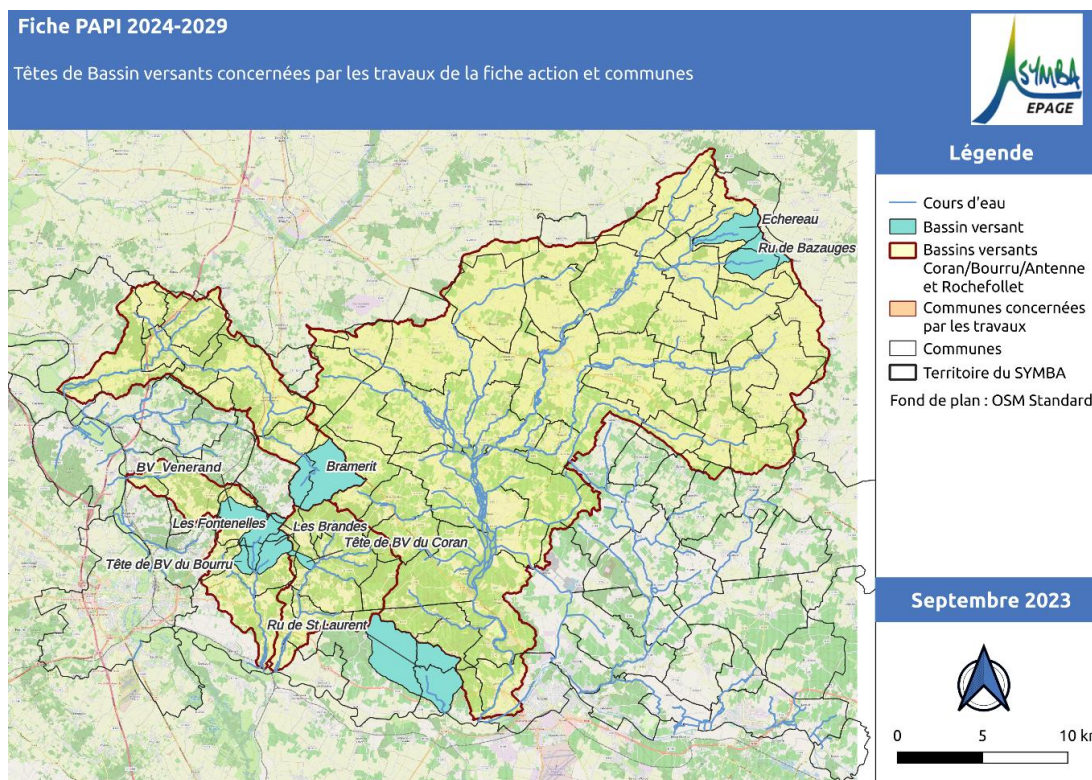 Fiche PAPI 2024-2029
Têtes de Bassin versants concernées par les travaux de la fiche action et communes
SYMBA
EPAGE
Légende
Cours d'eau
Bassin versant
Bassins versants
Coran/Bourru/Antenne
et Rochefollet
Communes concernées
par les travaux
Communes
Territoire du SYMBA
Fond de plan : OSM Standard
Echereau
Ru de Bazauges
BV_Venerand
Bramerit
Les Fontenelles
Les Brandes
Tête de BV du Coran
Tête de BV du Bourru
Ru de St Laurent
Septembre 2023
0 5 10 km